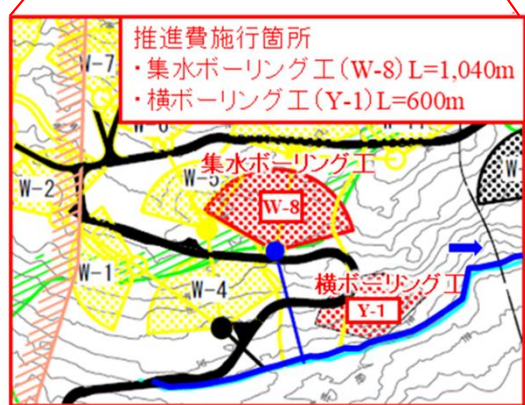 推進費施行箇所
・集水ボーリング工(W-8)L=1,040m
・横ボーリング工(Y-1)L=600m
W-7
集水ボーリング工
W-2
W-5
W-8
W-1
W-4
横ボーリング工
Y-1